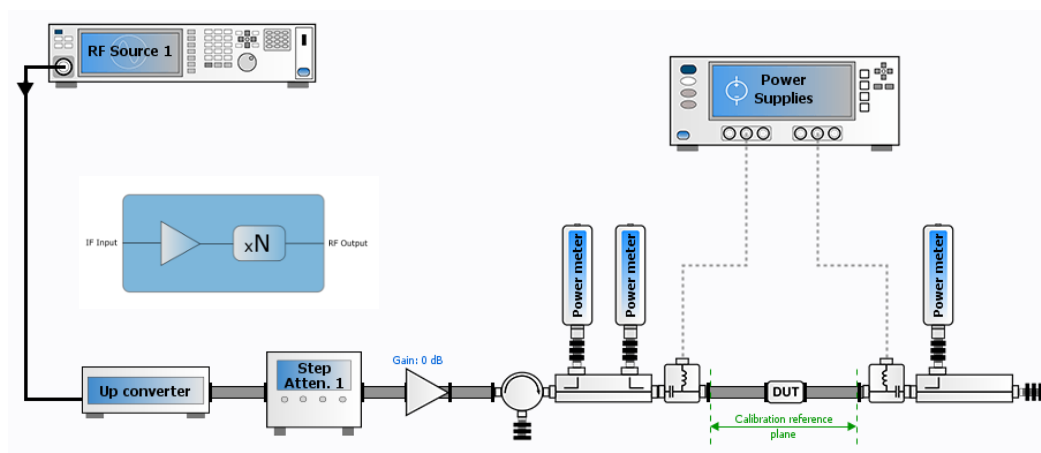 RF Source 1
Power
Supplies
IF Input
xN
RF Output
Power meter
Power meter
Power meter
Gain: 0 dB
Up converter
Step
Atten. 1
DUT
Calibration reference
plane